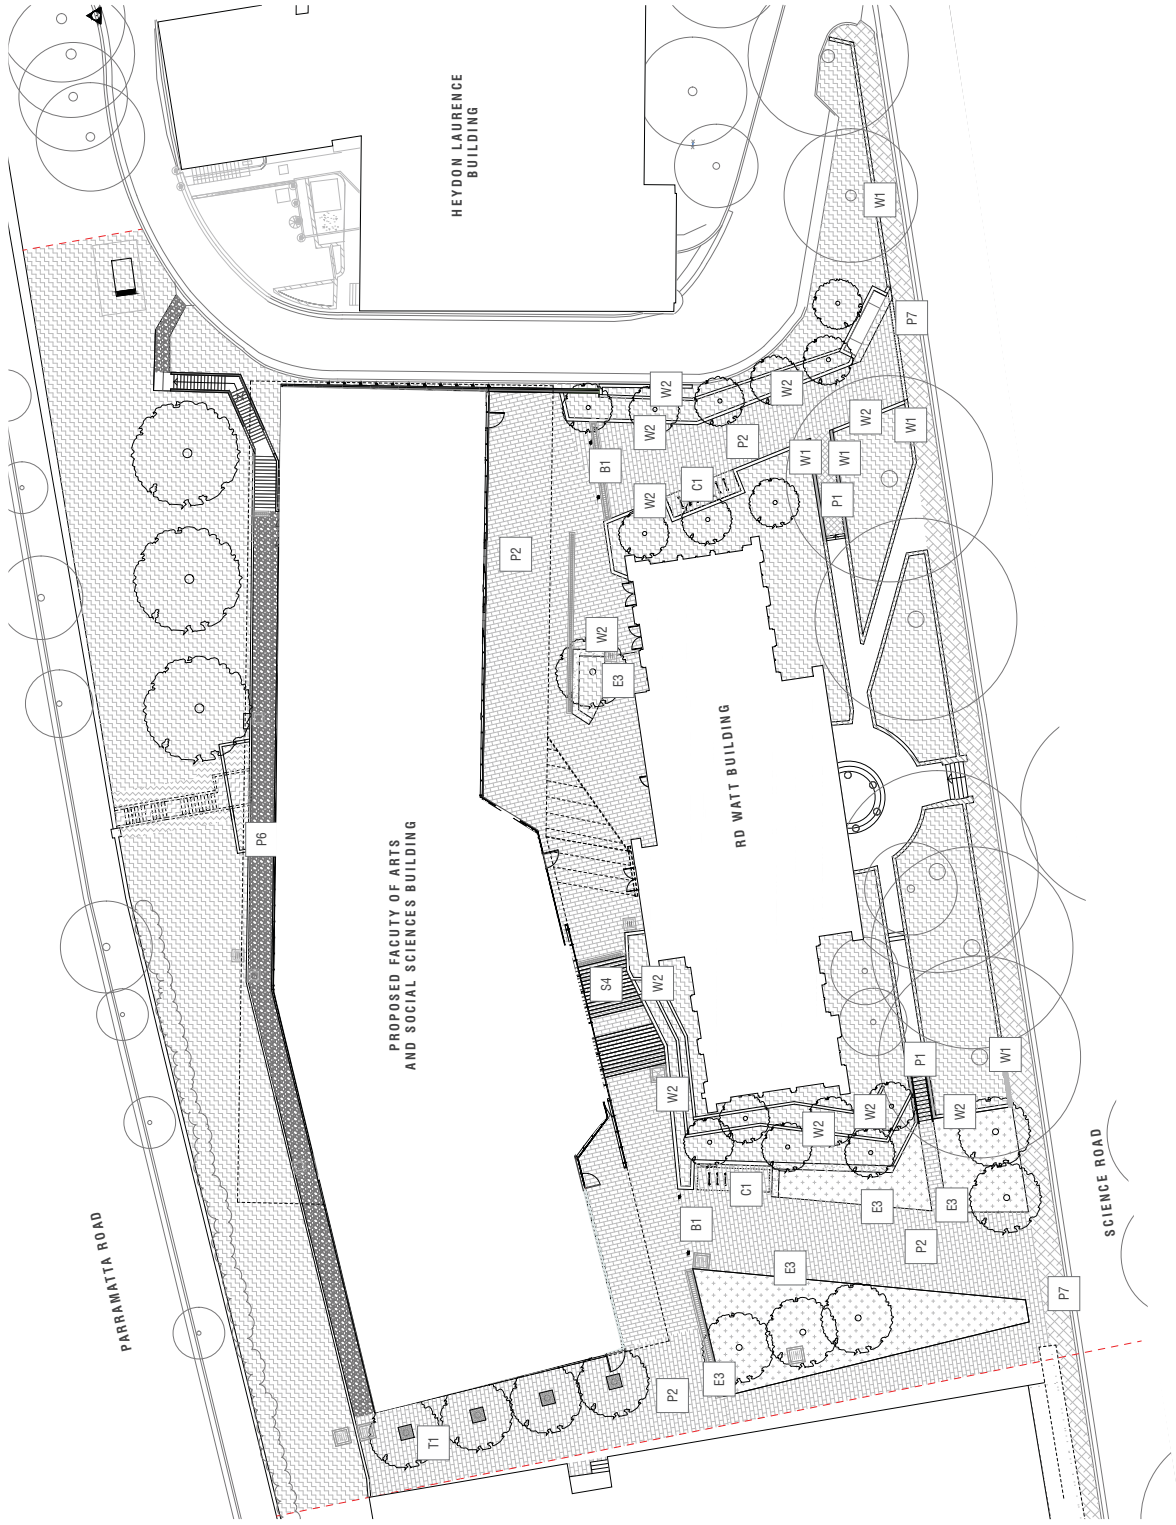 HEYDON LAURENCE
BUILDING
W1
P7
W2
W2
W2
W2
W1
P2
W1
W1
B1
C1
W2
P1
P2
W2
E3
RD WATT BUILDING
P6
PROPOSED FACUTY OF ARTS
AND SOCIAL SCIENCES BUILDING
S4
W2
P1
W1
W2
W2
W2
W2
C1
E3
E3
B1
P2
E3
P7
SCIENCE ROAD
PARRAMATTA ROAD
E3
P2
T1